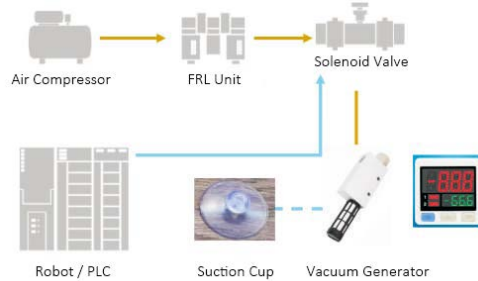 Air Compressor
FRL Unit
Solenoid Valve
Robot / PLC
Suction Cup
Vacuum Generator